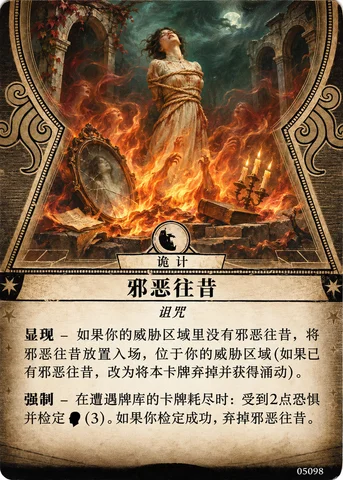 诡计
邪恶往昔
诅咒
显现 – 如果你的威胁区域里没有邪恶往昔，将
邪恶往昔放置入场，位于你的威胁区域（如果已
有邪恶往昔，改为将本卡牌弃掉并获得涌动）。
强制 – 在遭遇牌库的卡牌耗尽时：受到2点恐惧
并检定（3）。如果你检定成功，弃掉邪恶往昔。
05098